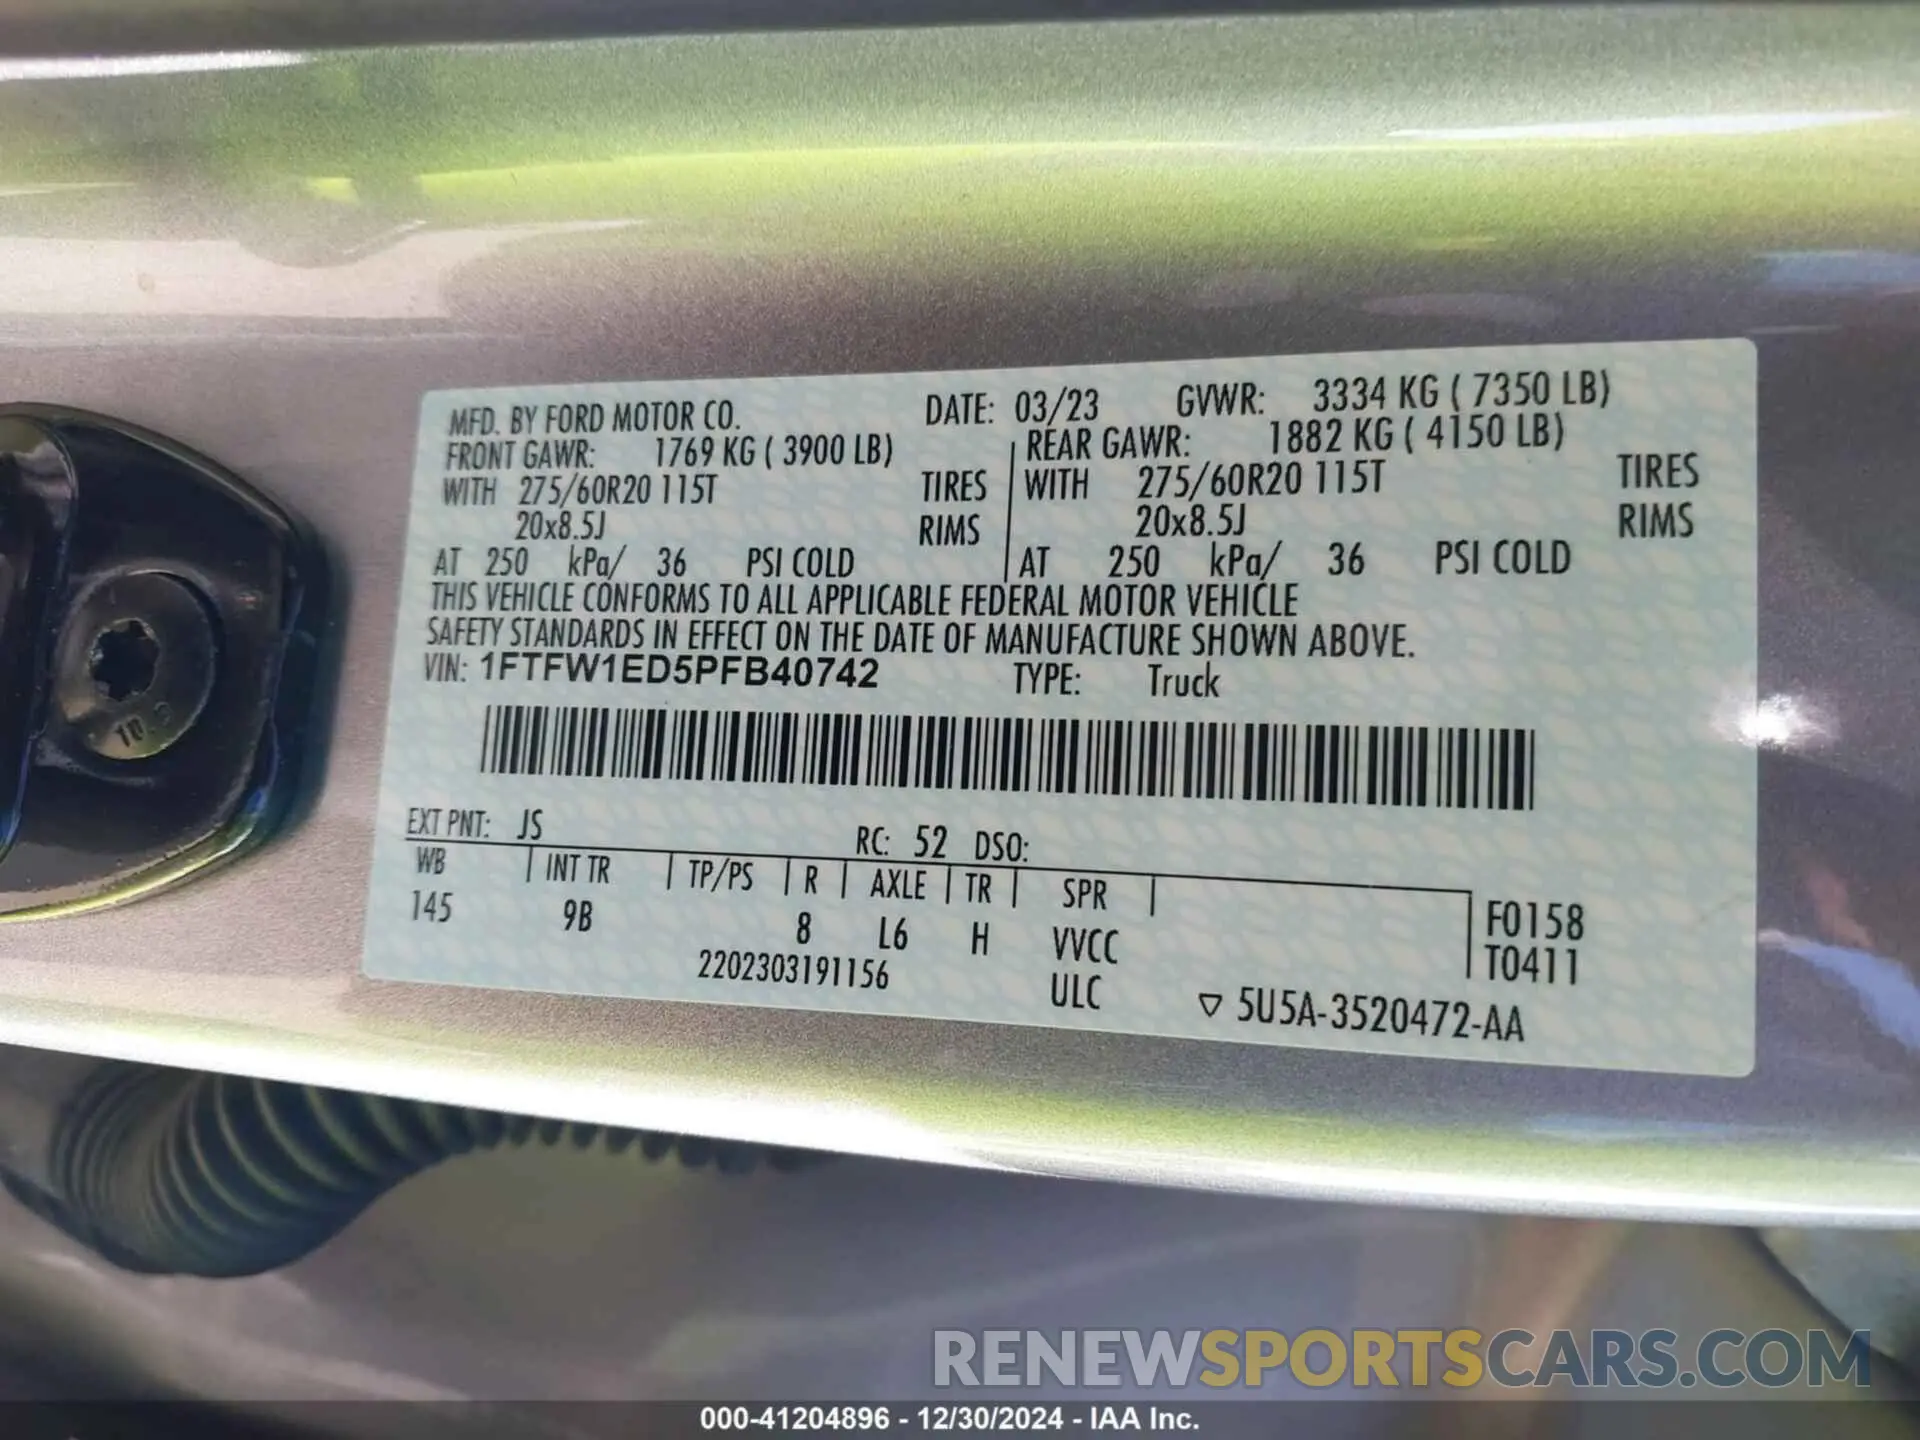 MFD. BY FORD MOTOR CO. DATE: 03/23 GVWR: 3334 KG ( 7350 LB)
FRONT GAWR: 1769 KG ( 3900 LB) REAR GAWR: 1882 KG ( 4150 LB)
WITH 275/60R20 115T TIRES WITH 275/60R20 115T TIRES
20x8.5J RIMS 20x8.5J RIMS
AT 250 kPa/ 36 PSI COLD AT 250 kPa/ 36 PSI COLD
THIS VEHICLE CONFORMS TO ALL APPLICABLE FEDERAL MOTOR VEHICLE
SAFETY STANDARDS IN EFFECT ON THE DATE OF MANUFACTURE SHOWN ABOVE.
VIN: 1FTFW1ED5PFB40742 TYPE: Truck
EXT PNT: JS RC: 52 DSO:
WB INT TR TP/PS R AXLE TR SPR F0158
145 9B 8 L6 H VVCC T0411
2202303191156 ULC ▽ 5U5A-3520472-AA
RENEWSPORTSCARS.COM
000-41204896 - 12/30/2024 - IAA Inc.